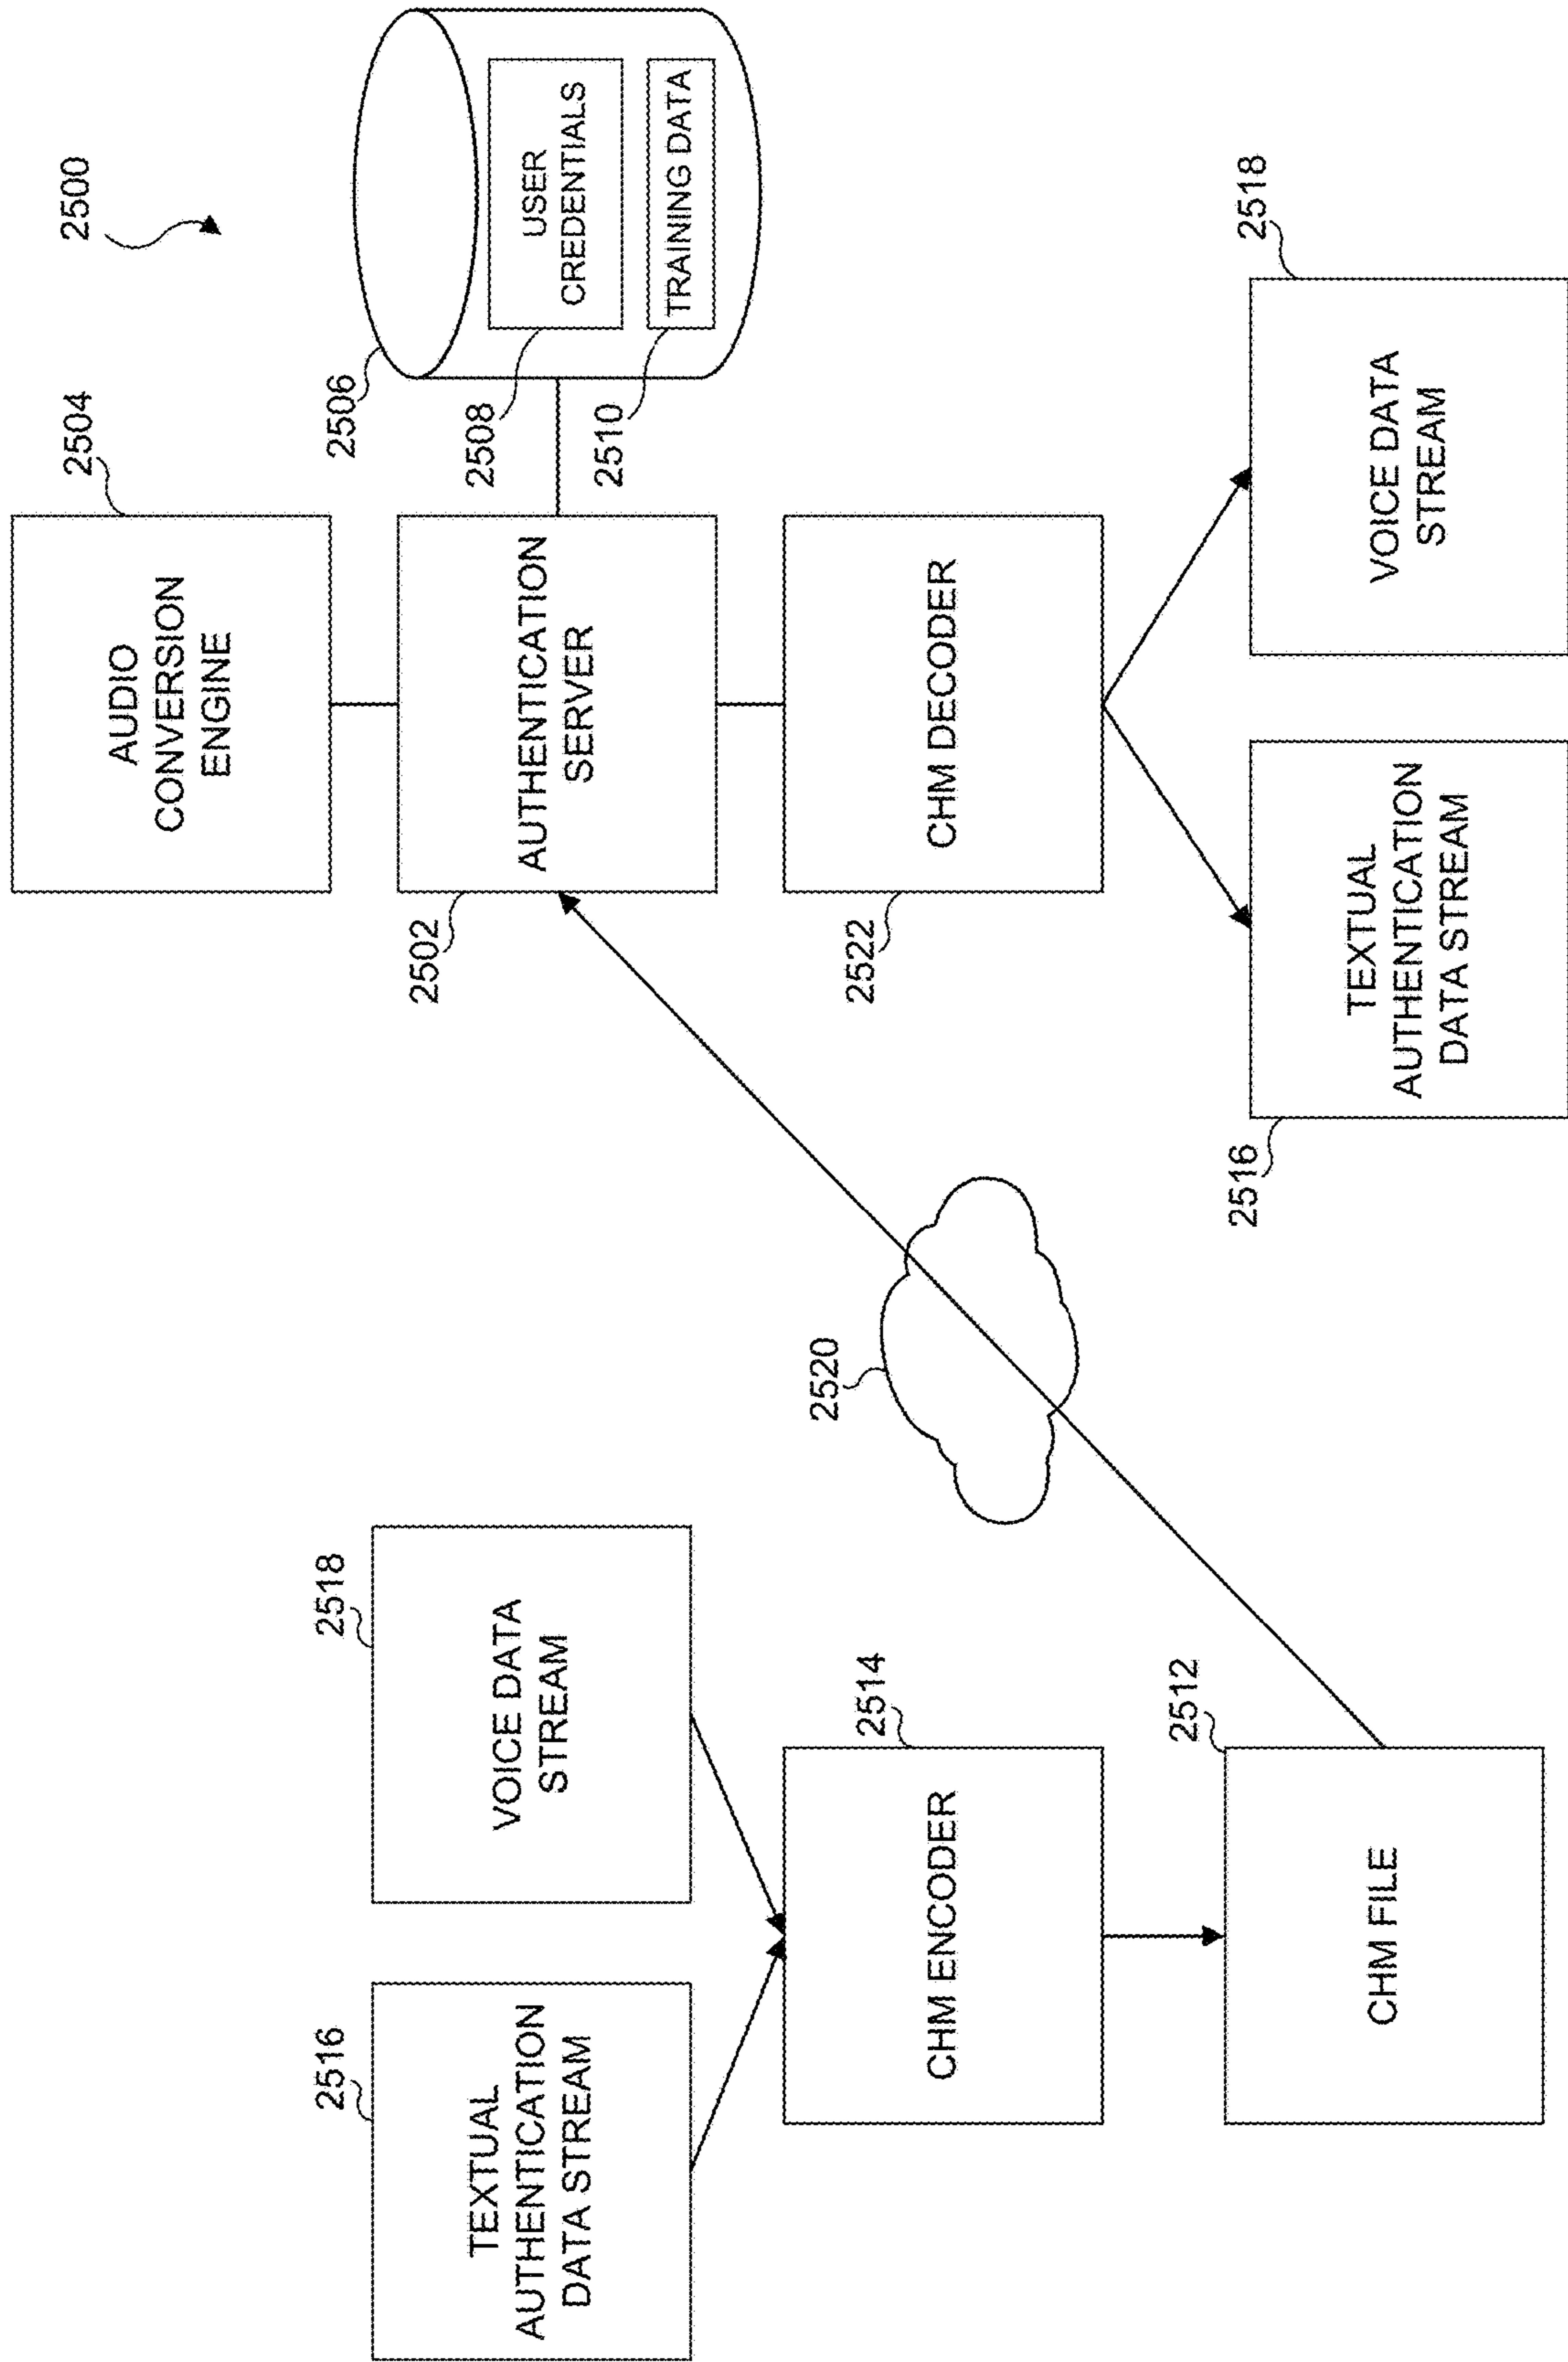 2500
2504
AUDIO
CONVERSION
ENGINE
2506
2508
USER
CREDENTIALS
2510
TRAINING DATA
2502
AUTHENTICATION
SERVER
2516
TEXTUAL
AUTHENTICATION
DATA STREAM
2518
VOICE DATA
STREAM
2514
CHM ENCODER
2512
CHM FILE
2520
2522
CHM DECODER
2516
TEXTUAL
AUTHENTICATION
DATA STREAM
2518
VOICE DATA
STREAM